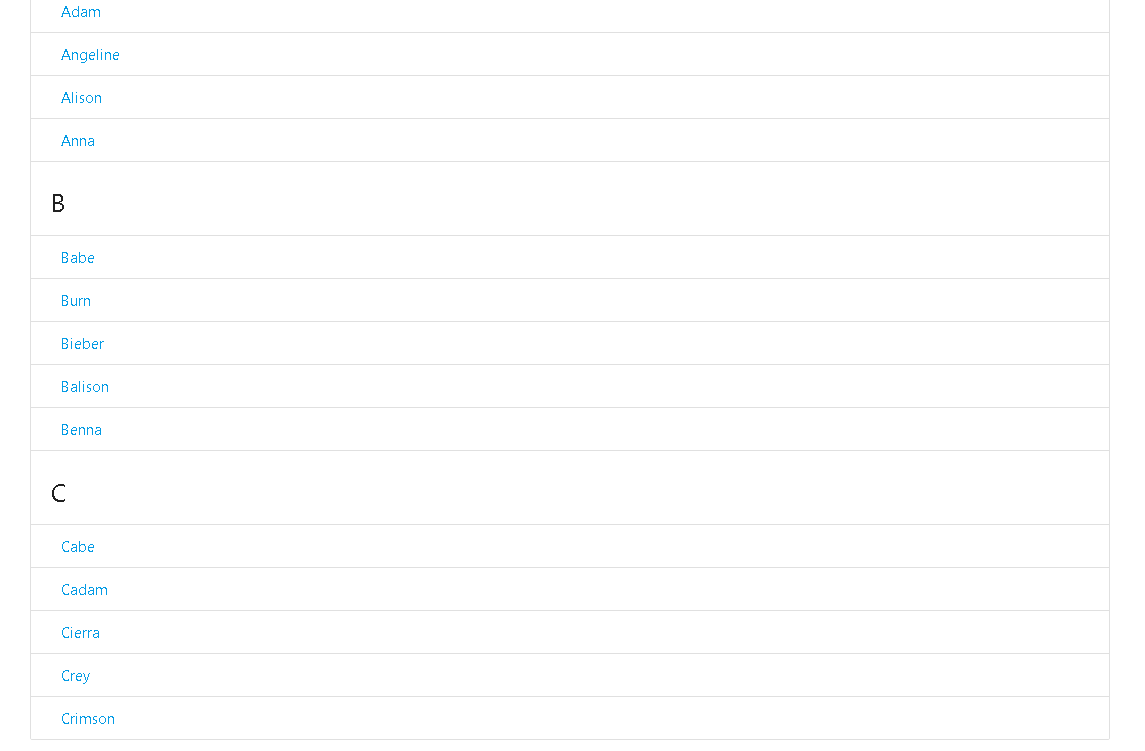 Adam
Angeline
Alison
Anna
B
Babe
Burn
Bieber
Balison
Benna
C
Cabe
Cadam
Cierra
Crey
Crimson